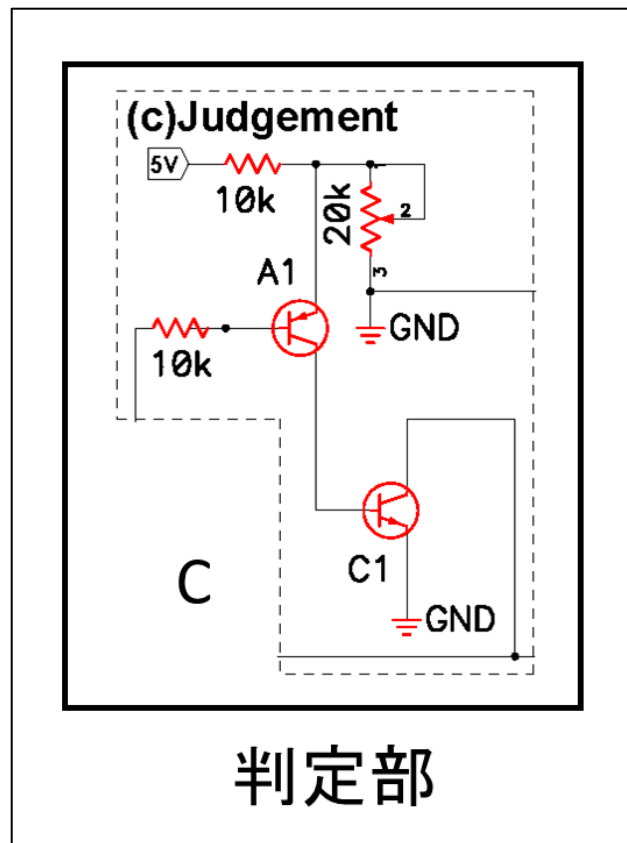 (c)Judgement
5V
10k
20k
1
2
3
A1
GND
10k
C1
C
GND
判定部